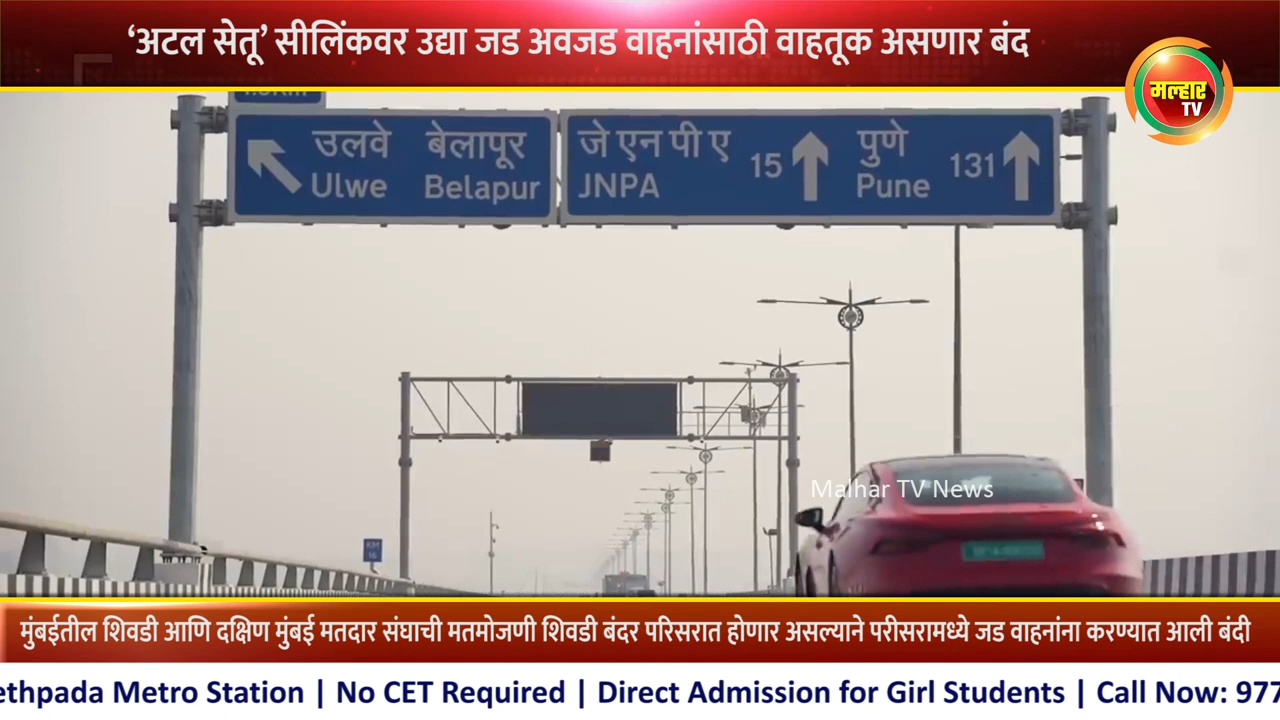 ‘अटल सेतू’ सीलिंकवर उद्या जड अवजड वाहनांसाठी वाहतूक असणार बंद
मल्हार
TV
उलवे बेलापूर
Ulwe Belapur
जे एन पी ए 15 पुणे 131
JNPA Pune
Malhar TV News
KM
16
मुंबईतील शिवडी आणि दक्षिण मुंबई मतदार संघाची मतमोजणी शिवडी बंदर परिसरात होणार असल्याने परीसरामध्ये जड वाहनांना करण्यात आली बंदी
ethpada Metro Station | No CET Required | Direct Admission for Girl Students | Call Now: 977